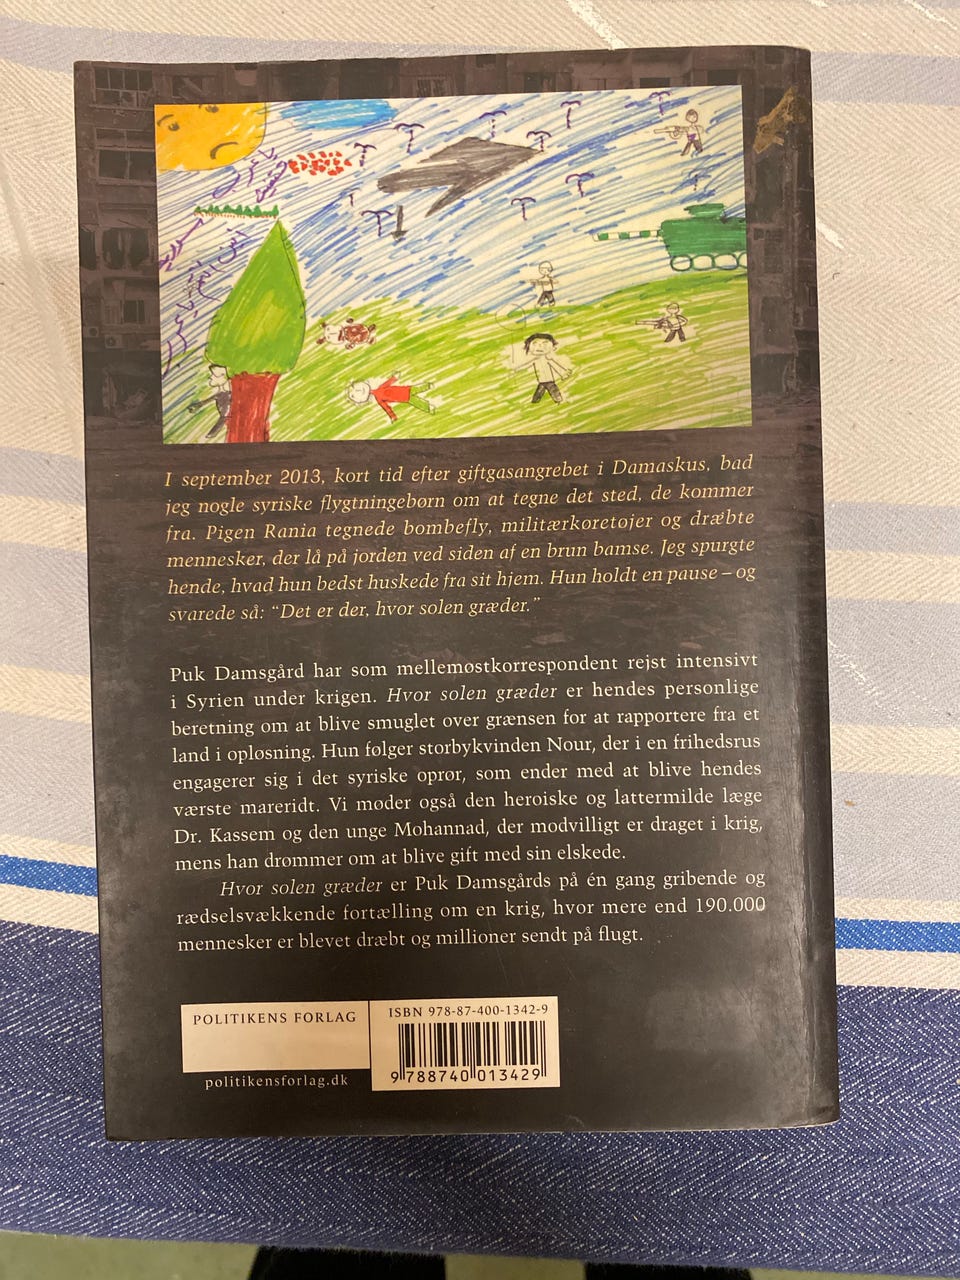 I september 2013, kort tid efter giftgasangrebet i Damaskus, bad
jeg nogle syriske flygtningebørn om at tegne det sted, de kommer
fra. Pigen Rania tegnede bombefly, militærkøretøjer og dræbte
mennesker, der lå på jorden ved siden af en brun bamse. Jeg spurgte
hende, hvad hun bedst huskede fra sit hjem. Hun holdt en pause – og
svarede så: “Det er der, hvor solen græder.”
Puk Damsgård har som mellemøstkorrespondent rejst intensivt
i Syrien under krigen. Hvor solen græder er hendes personlige
beretning om at blive smuglet over grænsen for at rapportere fra et
land i opløsning. Hun følger storbykvinden Nour, der i en frihedsrus
engagerer sig i det syriske oprør, som ender med at blive hendes
værste mareridt. Vi møder også den heroiske og lattermilde læge
Dr. Kassem og den unge Mohannad, der modvilligt er draget i krig,
mens han drømmer om at blive gift med sin elskede.
Hvor solen græder er Puk Damsgårds på én gang gribende og
rædselsvækkende fortælling om en krig, hvor mere end 190.000
mennesker er blevet dræbt og millioner sendt på flugt.
POLITIKENS FORLAG
politikensforlag.dk
ISBN 978-87-400-1342-9
9 788740 013429